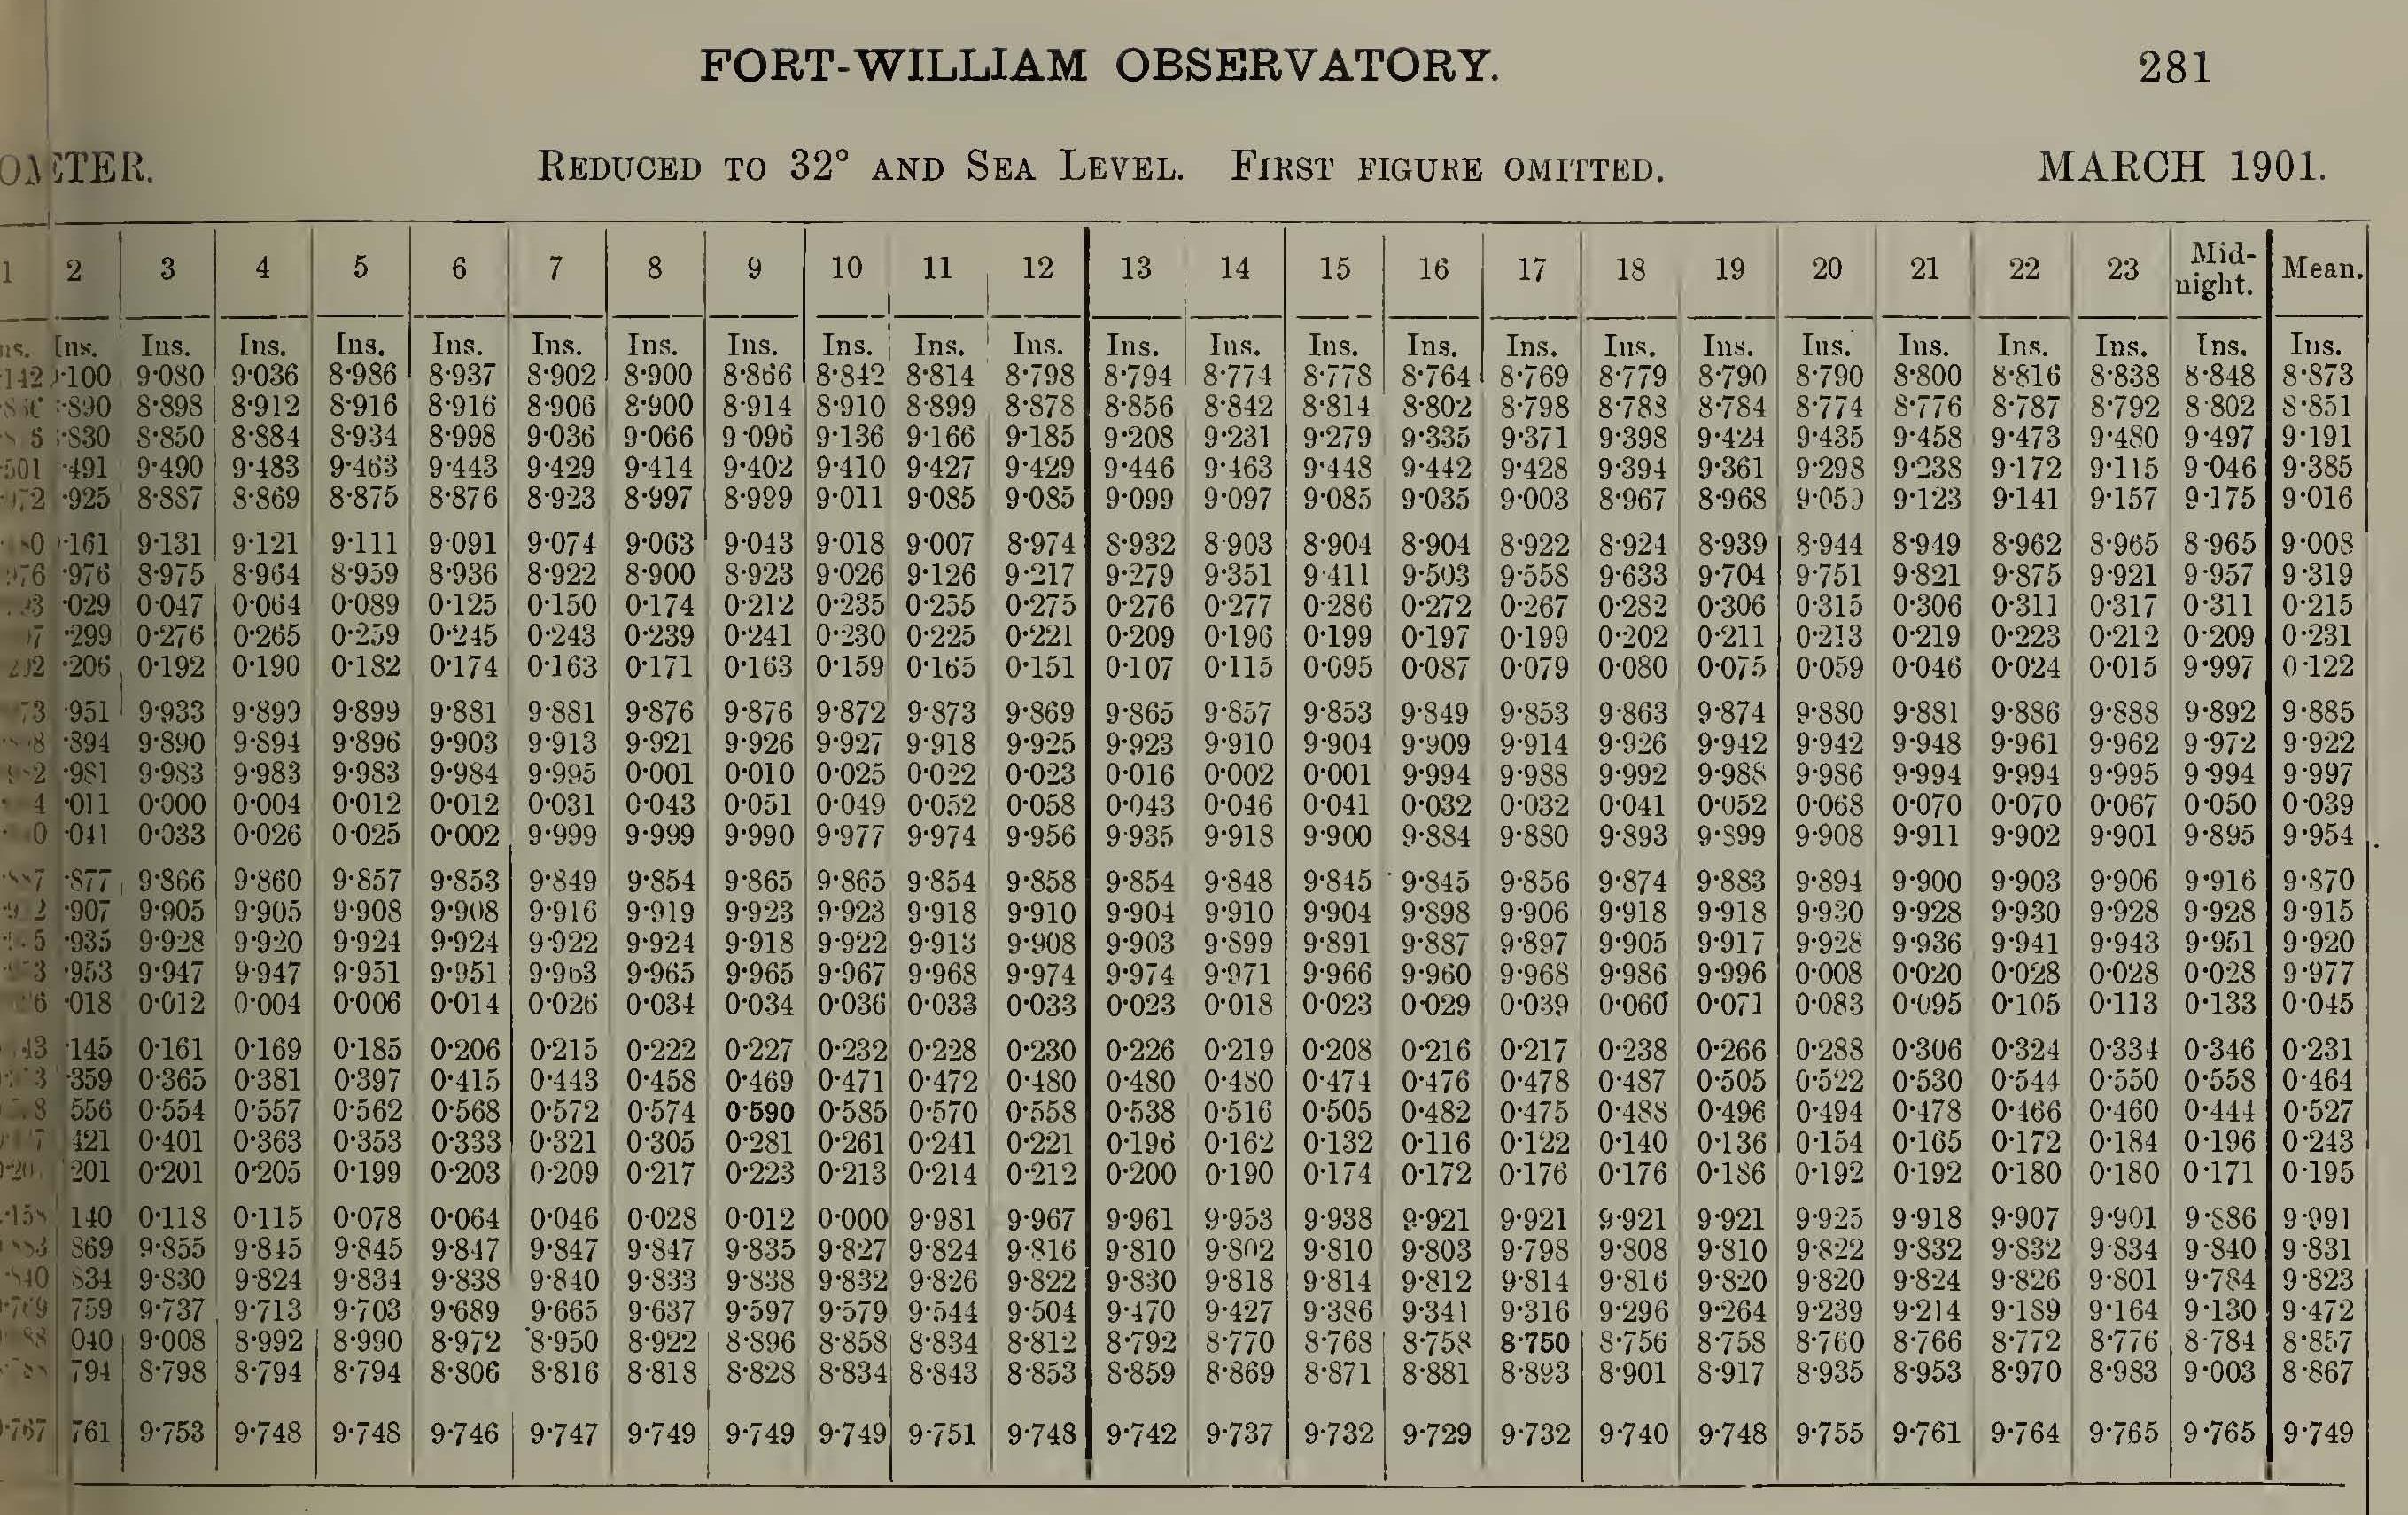 FORT-WILLIAM OBSERVATORY. 281
REDUCED TO 32° AND SEA LEVEL. FIRST FIGURE OMITTED. MARCH 1901.
1 2 3 4 5 6 7 8 9 10 11 12 13 14 15 16 17 18 19 20 21 22 23 Mid-night. Mean.
Ins. Ins. Ins. Ins. Ins. Ins. Ins. Ins. Ins. Ins. Ins. Ins. Ins. Ins. Ins. Ins. Ins. Ins. Ins. Ins. Ins. Ins. Ins. Ins.
·100 9·080 9·036 8·986 8·937 8·902 8·900 8·866 8·842 8·814 8·798 8·794 8·774 8·778 8·764 8·769 8·779 8·790 8·790 8·800 8·816 8·838 8·848 8·873
·890 8·898 8·912 8·916 8·916 8·906 8·900 8·914 8·910 8·899 8·878 8·856 8·842 8·814 8·802 8·798 8·788 8·784 8·774 8·776 8·787 8·792 8·802 8·851
·830 8·850 8·884 8·934 8·998 9·036 9·066 9·096 9·136 9·166 9·185 9·208 9·231 9·279 9·335 9·371 9·398 9·424 9·435 9·458 9·473 9·480 9·497 9·191
·501 ·491 9·490 9·483 9·463 9·443 9·429 9·414 9·402 9·410 9·427 9·429 9·446 9·463 9·448 9·442 9·428 9·394 9·361 9·298 9·238 9·172 9·115 9·046 9·385
·925 8·887 8·869 8·875 8·876 8·923 8·997 8·999 9·011 9·085 9·085 9·099 9·097 9·085 9·035 9·003 8·967 8·968 9·059 9·123 9·141 9·157 9·175 9·016
·161 9·131 9·121 9·111 9·091 9·074 9·063 9·043 9·018 9·007 8·974 8·932 8·903 8·904 8·904 8·922 8·924 8·939 8·944 8·949 8·962 8·965 8·965 9·008
·976 8·975 8·964 8·959 8·936 8·922 8·900 8·923 9·026 9·126 9·217 9·279 9·351 9·411 9·503 9·558 9·633 9·704 9·751 9·821 9·875 9·921 9·957 9·319
·029 0·047 0·064 0·089 0·125 0·150 0·174 0·212 0·235 0·255 0·275 0·276 0·277 0·286 0·272 0·267 0·282 0·306 0·315 0·306 0·311 0·317 0·311 0·215
·299 0·276 0·265 0·259 0·245 0·243 0·239 0·241 0·230 0·225 0·221 0·209 0·196 0·199 0·197 0·199 0·202 0·211 0·213 0·219 0·223 0·212 0·209 0·231
·206 0·192 0·190 0·182 0·174 0·163 0·171 0·163 0·159 0·165 0·151 0·107 0·115 0·095 0·087 0·079 0·080 0·075 0·059 0·046 0·024 0·015 9·997 0·122
·951 9·933 9·899 9·899 9·881 9·881 9·876 9·876 9·872 9·873 9·869 9·865 9·857 9·853 9·849 9·853 9·863 9·874 9·880 9·881 9·886 9·888 9·892 9·885
·894 9·890 9·894 9·896 9·903 9·913 9·921 9·926 9·927 9·918 9·925 9·923 9·910 9·904 9·909 9·914 9·926 9·942 9·942 9·948 9·961 9·962 9·972 9·922
·981 9·983 9·983 9·983 9·984 9·995 0·001 0·010 0·025 0·022 0·023 0·016 0·002 0·001 9·994 9·988 9·992 9·988 9·986 9·994 9·994 9·995 9·994 9·997
·011 0·000 0·004 0·012 0·012 0·031 0·043 0·051 0·049 0·052 0·058 0·043 0·046 0·041 0·032 0·032 0·041 0·052 0·068 0·070 0·070 0·067 0·050 0·039
·041 0·033 0·026 0·025 0·002 9·999 9·999 9·990 9·977 9·974 9·956 9·935 9·918 9·900 9·884 9·880 9·893 9·899 9·908 9·911 9·902 9·901 9·895 9·954
·877 9·866 9·860 9·857 9·853 9·849 9·854 9·865 9·865 9·854 9·858 9·854 9·848 9·845 9·845 9·856 9·874 9·883 9·894 9·900 9·903 9·906 9·916 9·870
·907 9·905 9·905 9·908 9·908 9·916 9·919 9·923 9·923 9·918 9·910 9·904 9·910 9·904 9·898 9·906 9·918 9·918 9·930 9·928 9·930 9·928 9·928 9·915
·935 9·928 9·920 9·924 9·924 9·922 9·924 9·918 9·922 9·913 9·908 9·903 9·899 9·891 9·887 9·897 9·905 9·917 9·928 9·936 9·941 9·943 9·951 9·920
·953 9·947 9·947 9·951 9·951 9·963 9·965 9·965 9·967 9·968 9·974 9·974 9·971 9·966 9·960 9·968 9·986 9·996 0·008 0·020 0·028 0·028 0·028 9·977
·018 0·012 0·004 0·006 0·014 0·026 0·034 0·034 0·036 0·033 0·033 0·023 0·018 0·023 0·029 0·039 0·060 0·071 0·083 0·095 0·105 0·113 0·133 0·045
·145 0·161 0·169 0·185 0·206 0·215 0·222 0·227 0·232 0·228 0·230 0·226 0·219 0·208 0·216 0·217 0·238 0·266 0·288 0·306 0·324 0·334 0·346 0·231
·359 0·365 0·381 0·397 0·415 0·443 0·458 0·469 0·471 0·472 0·480 0·480 0·480 0·474 0·476 0·478 0·487 0·505 0·522 0·530 0·544 0·550 0·558 0·464
556 0·554 0·557 0·562 0·568 0·572 0·574 0·590 0·585 0·570 0·558 0·538 0·516 0·505 0·482 0·475 0·488 0·496 0·494 0·478 0·466 0·460 0·444 0·527
421 0·401 0·363 0·353 0·333 0·321 0·305 0·281 0·261 0·241 0·221 0·196 0·162 0·132 0·116 0·122 0·140 0·136 0·154 0·165 0·172 0·184 0·196 0·243
201 0·201 0·205 0·199 0·203 0·209 0·217 0·223 0·213 0·214 0·212 0·200 0·190 0·174 0·172 0·176 0·176 0·186 0·192 0·192 0·180 0·180 0·171 0·195
140 0·118 0·115 0·078 0·064 0·046 0·028 0·012 0·000 9·981 9·967 9·961 9·953 9·938 9·921 9·921 9·921 9·921 9·925 9·918 9·907 9·901 9·886 9·991
869 9·855 9·845 9·845 9·847 9·847 9·847 9·835 9·827 9·824 9·816 9·810 9·802 9·810 9·803 9·798 9·808 9·810 9·822 9·832 9·832 9·834 9·840 9·831
834 9·830 9·824 9·834 9·838 9·840 9·833 9·838 9·832 9·826 9·822 9·830 9·818 9·814 9·812 9·814 9·816 9·820 9·820 9·824 9·826 9·801 9·784 9·823
759 9·737 9·713 9·703 9·689 9·665 9·637 9·597 9·579 9·544 9·504 9·470 9·427 9·386 9·341 9·316 9·296 9·264 9·239 9·214 9·189 9·164 9·130 9·472
040 9·008 8·992 8·990 8·972 8·950 8·922 8·896 8·858 8·834 8·812 8·792 8·770 8·768 8·758 8·750 8·756 8·758 8·760 8·766 8·772 8·776 8·784 8·857
794 8·798 8·794 8·794 8·806 8·816 8·818 8·828 8·834 8·843 8·853 8·859 8·869 8·871 8·881 8·893 8·901 8·917 8·935 8·953 8·970 8·983 9·003 8·867
·767 761 9·753 9·748 9·748 9·746 9·747 9·749 9·749 9·749 9·751 9·748 9·742 9·737 9·732 9·729 9·732 9·740 9·748 9·755 9·761 9·764 9·765 9·765 9·749